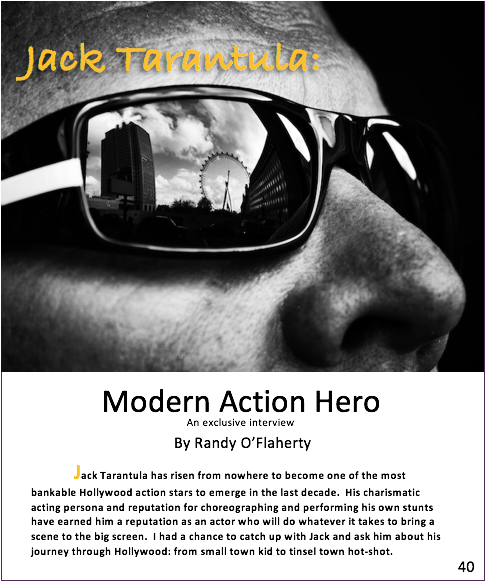 Jack Tarantula:
Modern Action Hero
An exclusive interview
By Randy O’Flaherty
Jack Tarantula has risen from nowhere to become one of the most
bankable Hollywood action stars to emerge in the last decade.  His charismatic
acting persona and reputation for choreographing and performing his own stunts
have earned him a reputation as an actor who will do whatever it takes to bring a
scene to the big screen.  I had a chance to catch up with Jack and ask him about his
journey through Hollywood: from small town kid to tinsel town hot-shot.
40